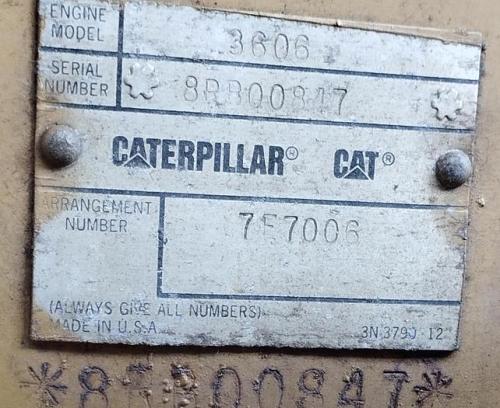 ENGINE
MODEL
3606
SERIAL
NUMBER
8RB00847
CATERPILLAR® CAT®
ARRANGEMENT
NUMBER
7E7006
(ALWAYS GIVE ALL NUMBERS)
MADE IN U.S.A.
3N3790 12
*8RB00847*